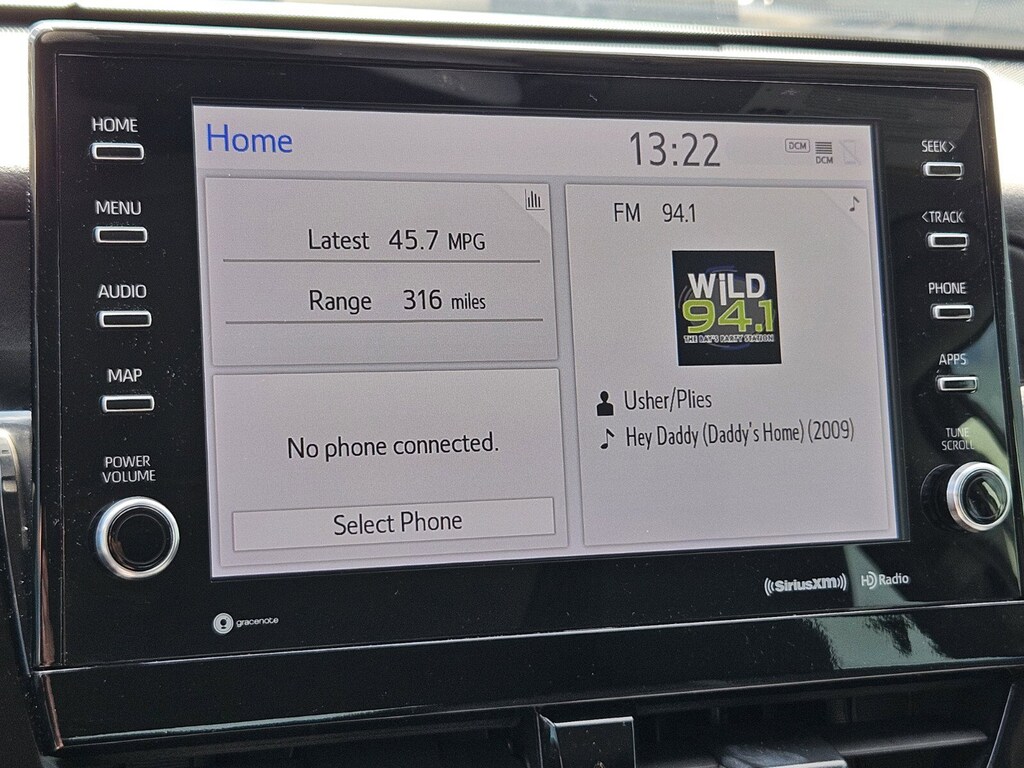 HOME
MENU
AUDIO
MAP
POWER
VOLUME
Home
13:22
DCM
DCM
Latest 45.7 MPG
Range 316 miles
No phone connected.
Select Phone
FM 94.1
WiLD
94.1
THE BAY'S PARTY STATION
Usher/Plies
Hey Daddy (Daddy's Home) (2009)
SEEK>
<TRACK
PHONE
APPS
TUNE
SCROLL
gracenote
((SiriusXM))
HD Radio